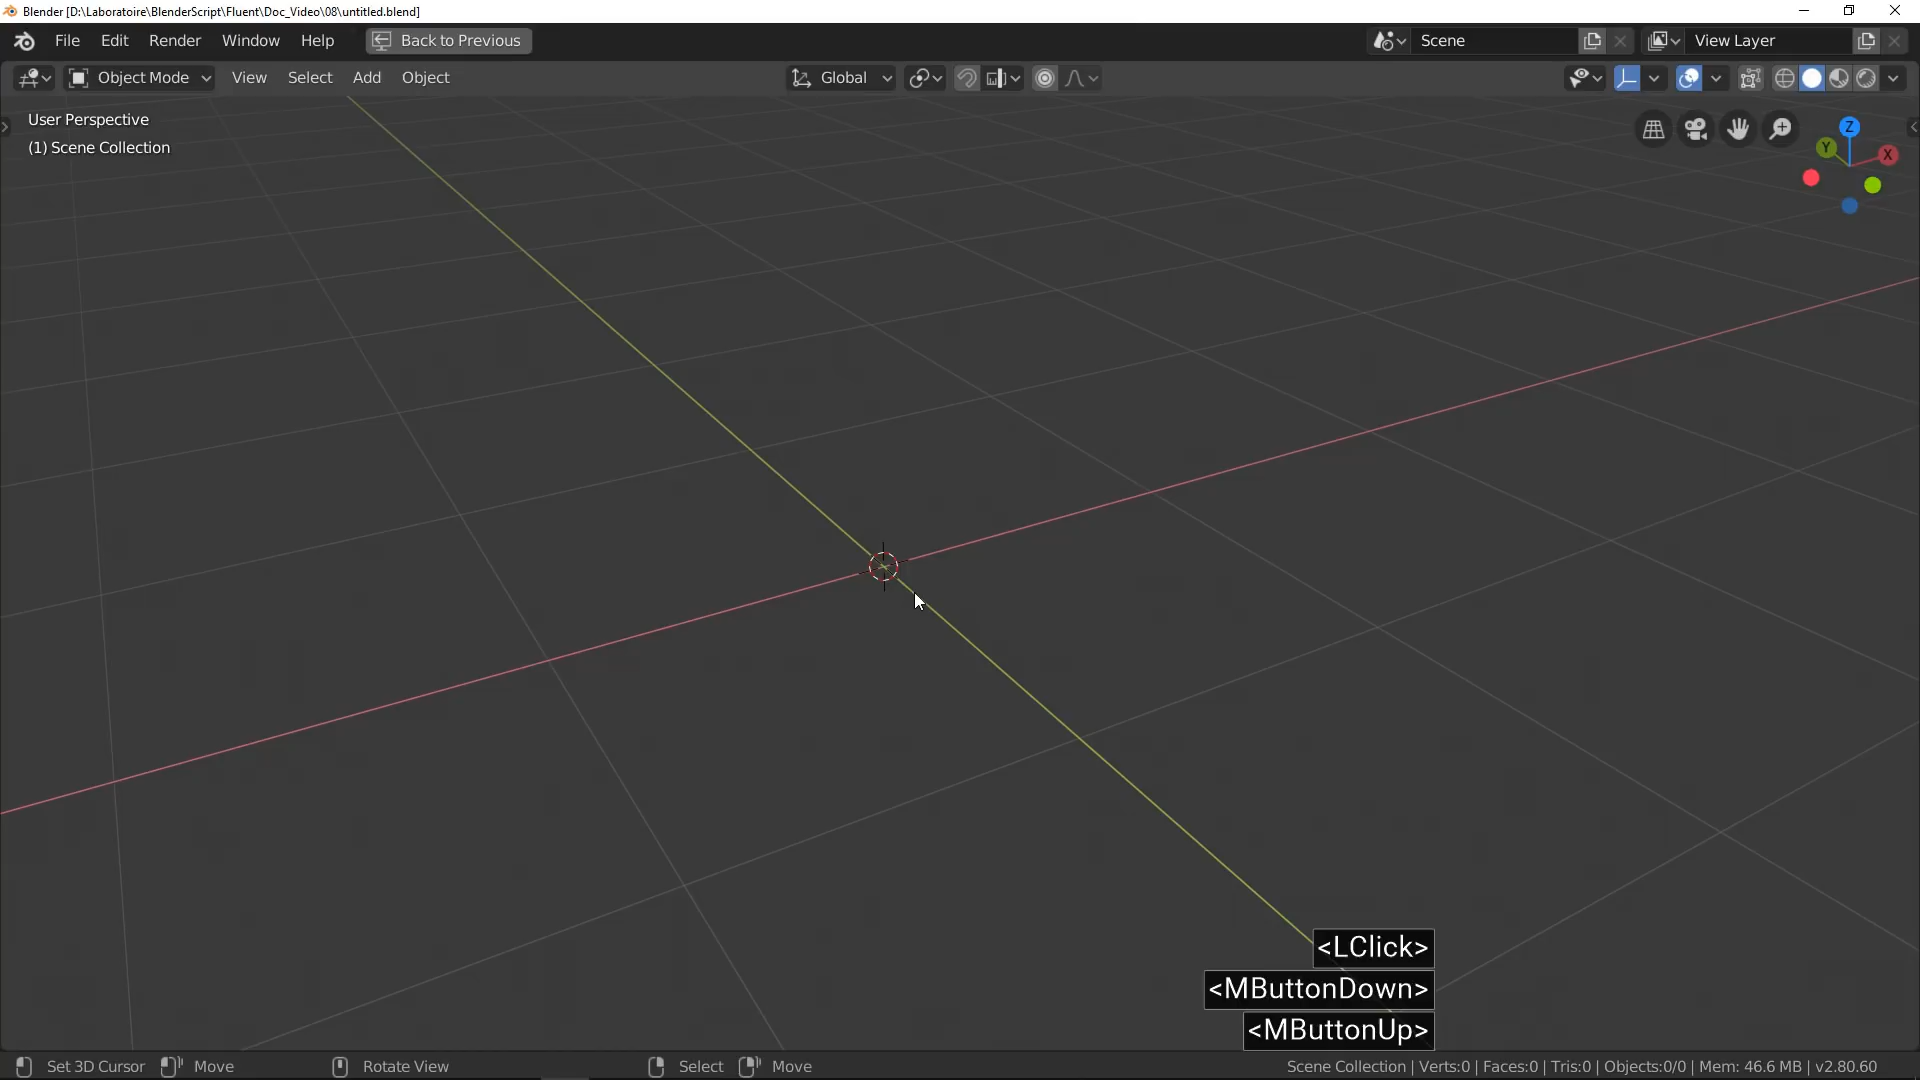 Blender [D:\Laboratoire\BlenderScript\Fluent\Doc_Video\08\untitled.blend]
File Edit Render Window Help Back to Previous Scene View Layer
Object Mode View Select Add Object Global
User Perspective
(1) Scene Collection
Z
Y
X
<LClick>
<MButtonDown>
<MButtonUp>
Set 3D Cursor Move Rotate View Select Move Scene Collection | Verts:0 | Faces:0 | Tris:0 | Objects:0/0 | Mem: 46.6 MB | v2.80.60